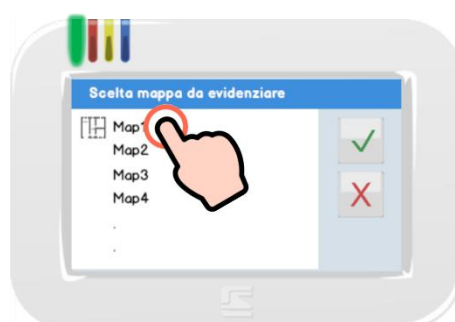 Scelta mappa da evidenziare
Map1
Map2
Map3
Map4
.
.